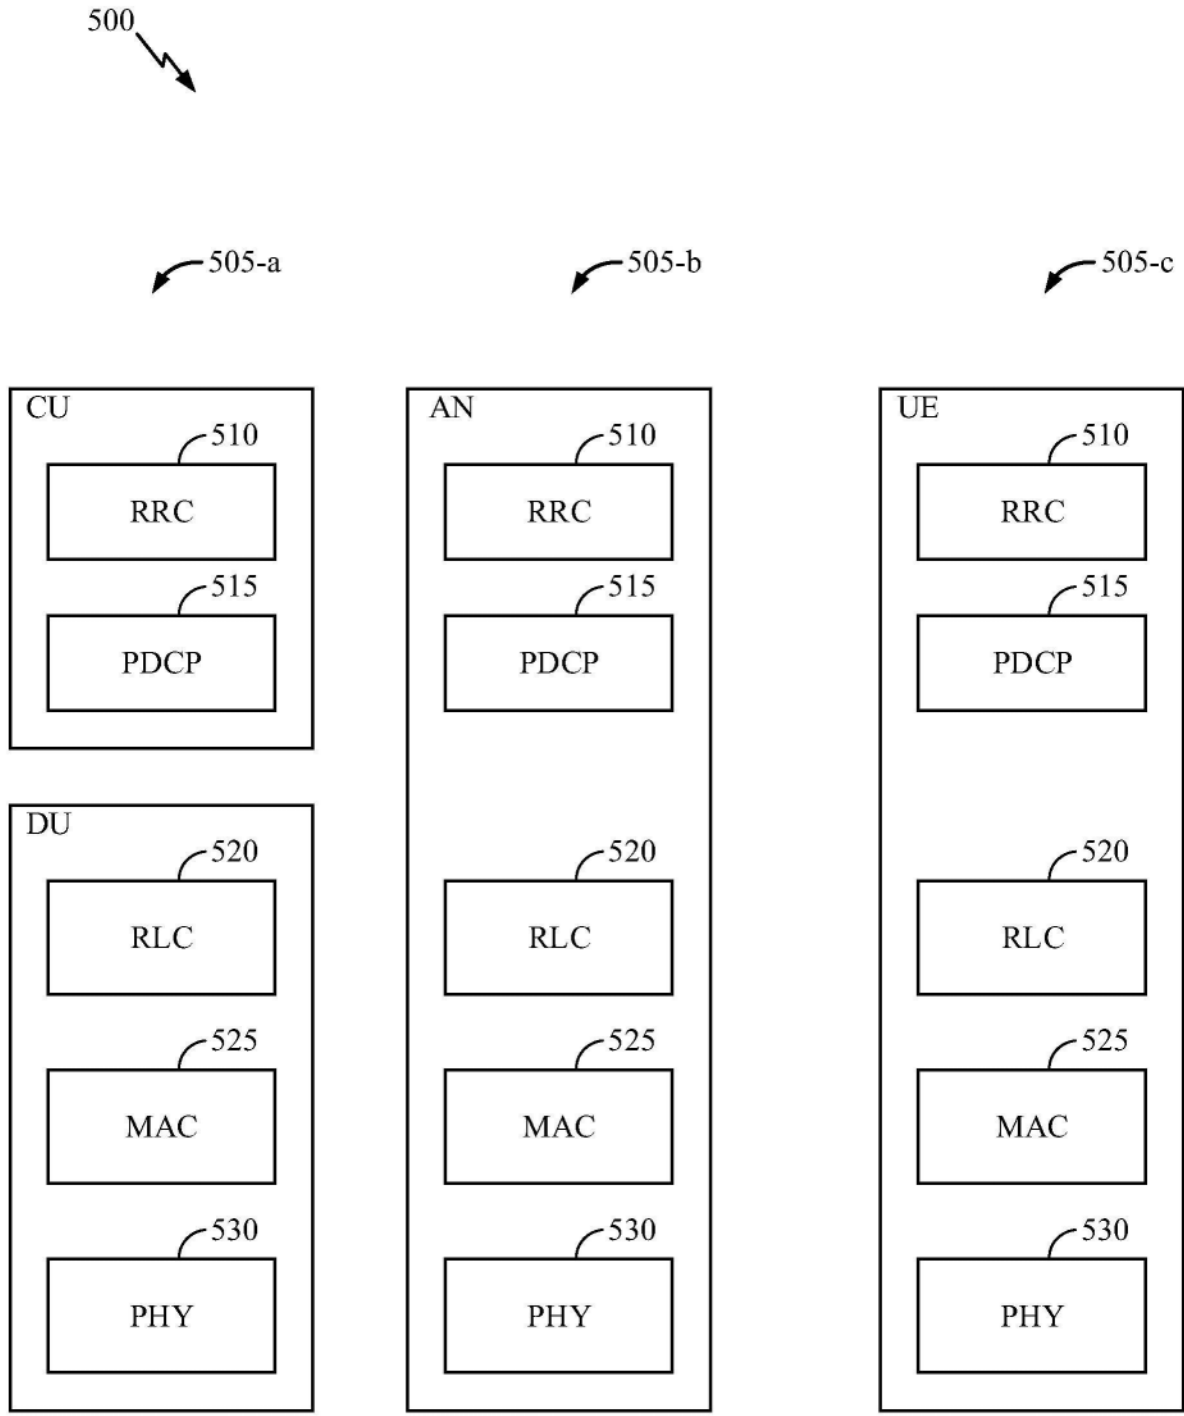 500
505-a 505-b 505-c
CU AN UE
510 510 510
RRC RRC RRC
515 515 515
PDCP PDCP PDCP
DU
520 520 520
RLC RLC RLC
525 525 525
MAC MAC MAC
530 530 530
PHY PHY PHY